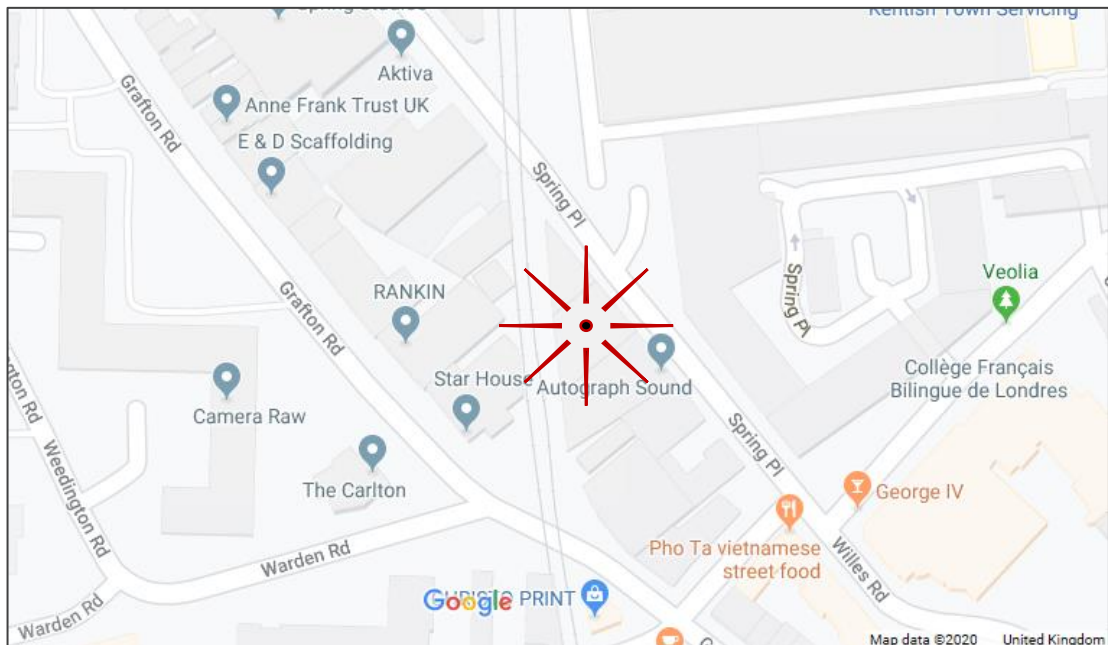 Spring Studios
Kentish Town Servicing
Aktiva
Grafton Rd
Anne Frank Trust UK
E & D Scaffolding
Spring Pl
Spring Pl
Veolia
RANKIN
Grafton Rd
Collège Français
Bilingue de Londres
Star House
Autograph Sound
Camera Raw
Weedington Rd
Spring Pl
The Carlton
George IV
Pho Ta vietnamese
street food
Warden Rd
Willes Rd
Warden Rd
Google
PRINT
Map data ©2020
United Kingdom